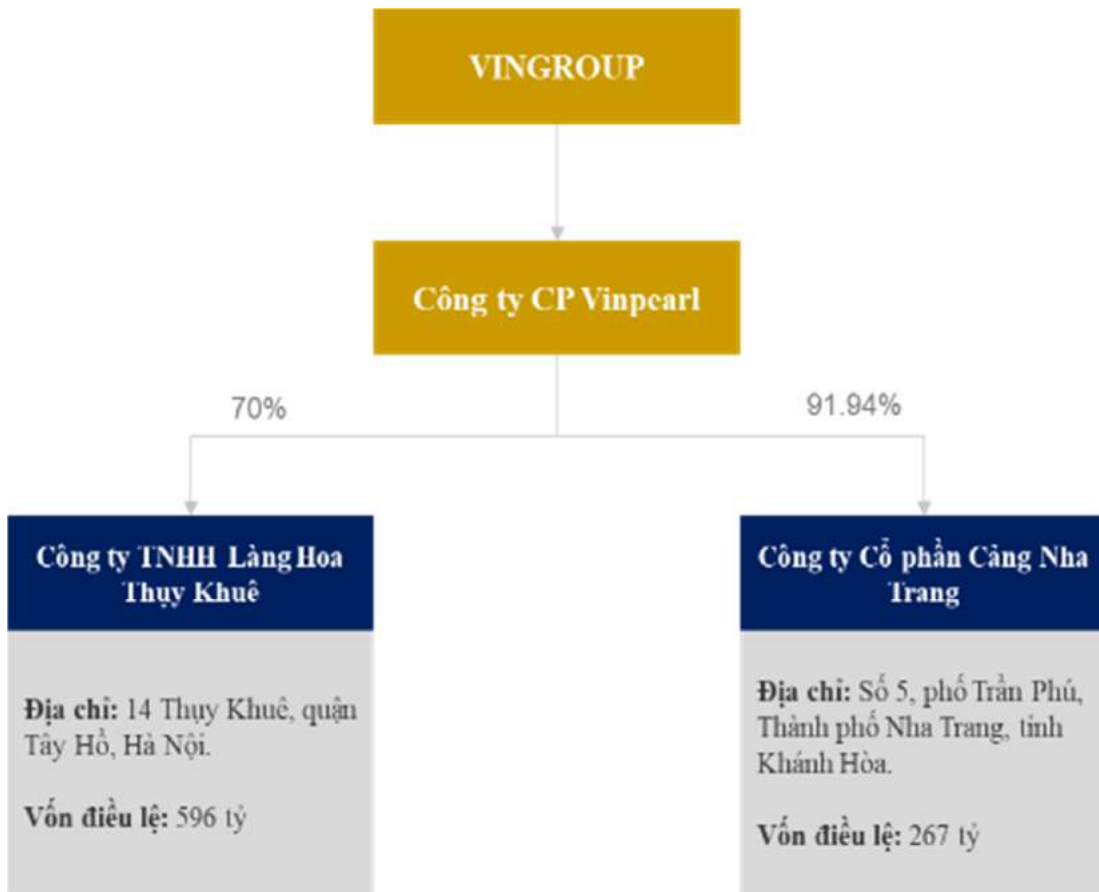 VINGROUP
Công ty CP Vinpearl
70%
91.94%
Công ty TNHH Làng Hoa
Thụy Khuê
Địa chỉ: 14 Thụy Khuê, quận
Tây Hồ, Hà Nội.
Vốn điều lệ: 596 tỷ
Công ty Cổ phần Cảng Nha
Trang
Địa chỉ: Số 5, phố Trần Phú,
Thành phố Nha Trang, tỉnh
Khánh Hòa.
Vốn điều lệ: 267 tỷ